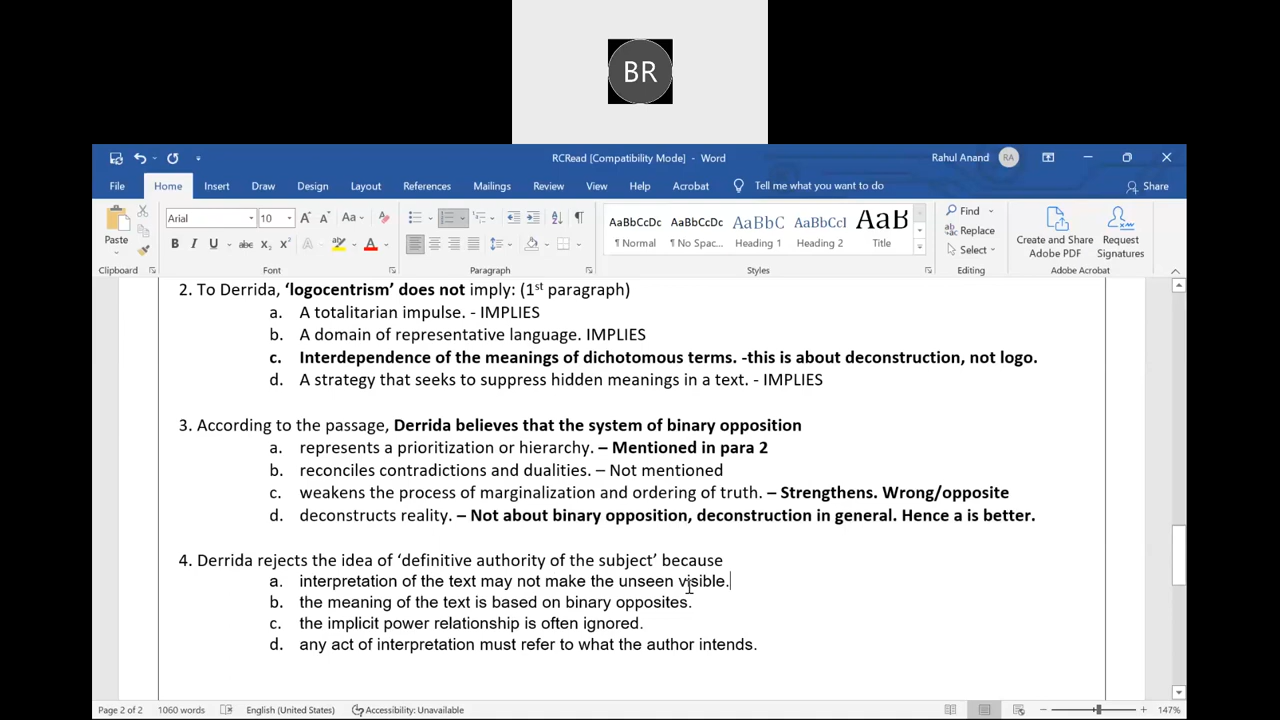 BR
RCRead [Compatibility Mode] - Word
Rahul Anand RA
File Home Insert Draw Design Layout References Mailings Review View Help Acrobat Tell me what you want to do Share
Paste
Clipboard
Arial 10 A A Aa A
B I U abc x₂ x² A A
Font
Paragraph
AaBbCcDc AaBbCcDc AaBbC AaBbCcI AaB
¶ Normal ¶ No Spac... Heading 1 Heading 2 Title
Styles
Find
Replace
Select
Editing
Create and Share
Adobe PDF
Request
Signatures
Adobe Acrobat
2. To Derrida, ‘logocentrism’ does not imply: (1st paragraph)
a. A totalitarian impulse. - IMPLIES
b. A domain of representative language. IMPLIES
c. Interdependence of the meanings of dichotomous terms. -this is about deconstruction, not logo.
d. A strategy that seeks to suppress hidden meanings in a text. - IMPLIES
3. According to the passage, Derrida believes that the system of binary opposition
a. represents a prioritization or hierarchy. – Mentioned in para 2
b. reconciles contradictions and dualities. – Not mentioned
c. weakens the process of marginalization and ordering of truth. – Strengthens. Wrong/opposite
d. deconstructs reality. – Not about binary opposition, deconstruction in general. Hence a is better.
4. Derrida rejects the idea of ‘definitive authority of the subject’ because
a. interpretation of the text may not make the unseen visible.
b. the meaning of the text is based on binary opposites.
c. the implicit power relationship is often ignored.
d. any act of interpretation must refer to what the author intends.
Page 2 of 2 1060 words English (United States) Accessibility: Unavailable 147%